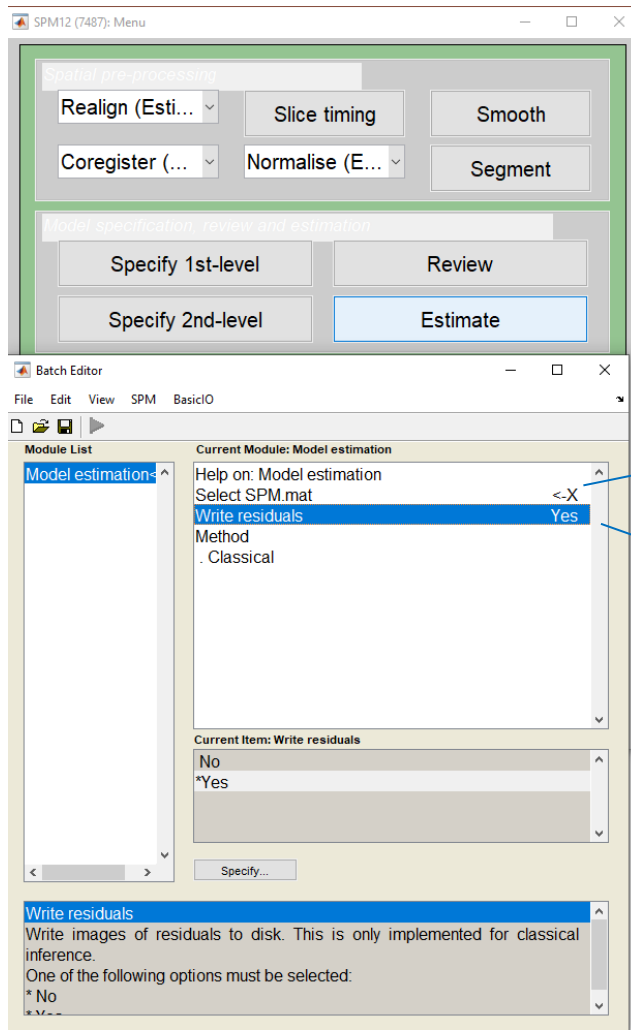 SPM12 (7487): Menu
Spatial pre-processing
Realign (Esti...
Slice timing
Smooth
Coregister (...
Normalise (E...
Segment
Model specification, review and estimation
Specify 1st-level
Review
Specify 2nd-level
Estimate
Batch Editor
File Edit View SPM BasicIO
Module List
Current Module: Model estimation
Model estimation<
Help on: Model estimation
Select SPM.mat <-X
Write residuals Yes
Method
. Classical
Current Item: Write residuals
No
*Yes
Specify...
Write residuals
Write images of residuals to disk. This is only implemented for classical
inference.
One of the following options must be selected:
* No
* Yes